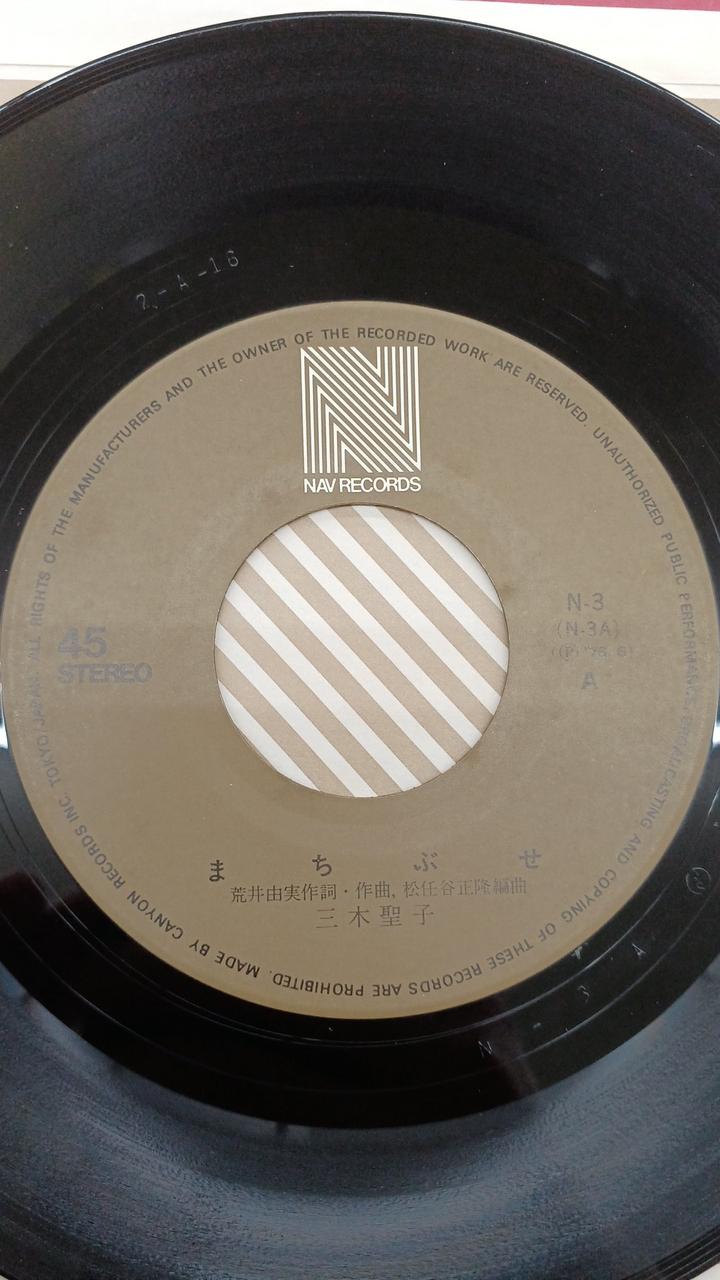 2-A-16
ALL RIGHTS OF THE MANUFACTURERS AND THE OWNER OF THE RECORDED WORK ARE RESERVED. UNAUTHORIZED PUBLIC PERFORMANCE, BROADCASTING AND COPYING OF THESE RECORDS ARE PROHIBITED. MADE BY CANYON RECORDS INC. TOKYO/JAPAN.
N
NAV RECORDS
45
STEREO
N-3
(N-3A)
(Ⓟ '76. 6)
A
まちぶせ
荒井由実作詞・作曲, 松任谷正隆編曲
三木聖子
N - 3 A